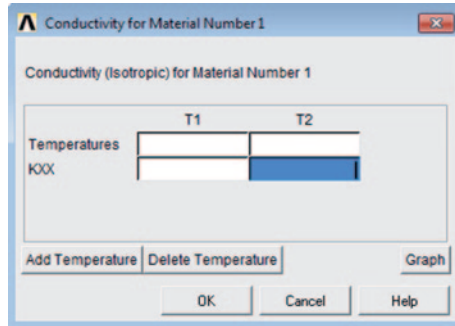 Conductivity for Material Number 1
Conductivity (Isotropic) for Material Number 1
T1 T2
Temperatures
KXX
Add Temperature Delete Temperature Graph
OK Cancel Help